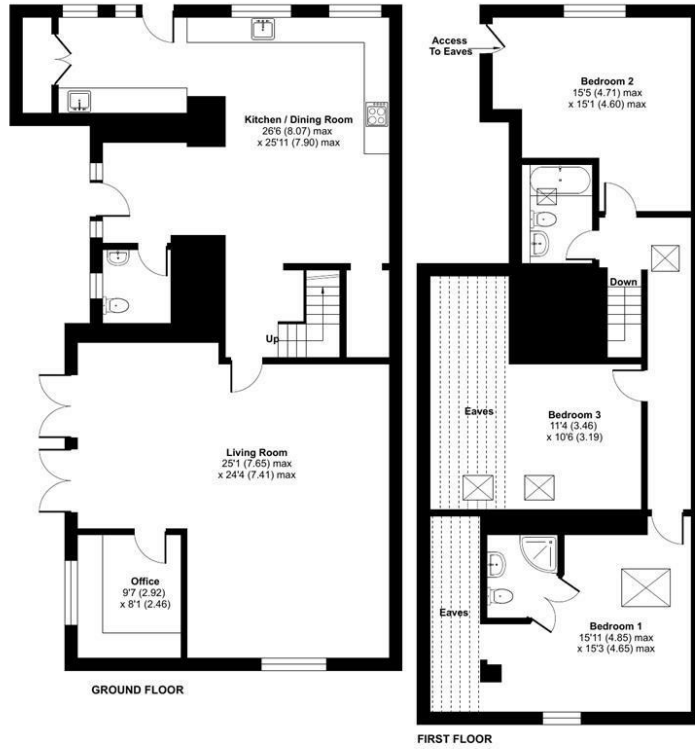 Kitchen / Dining Room
26'6 (8.07) max
x 25'11 (7.90) max
Up
Living Room
25'1 (7.65) max
x 24'4 (7.41) max
Office
9'7 (2.92)
x 8'1 (2.46)
GROUND FLOOR
Access
To Eaves
Bedroom 2
15'5 (4.71) max
x 15'1 (4.60) max
Down
Eaves
Bedroom 3
11'4 (3.46)
x 10'6 (3.19)
Eaves
Bedroom 1
15'11 (4.85) max
x 15'3 (4.65) max
FIRST FLOOR